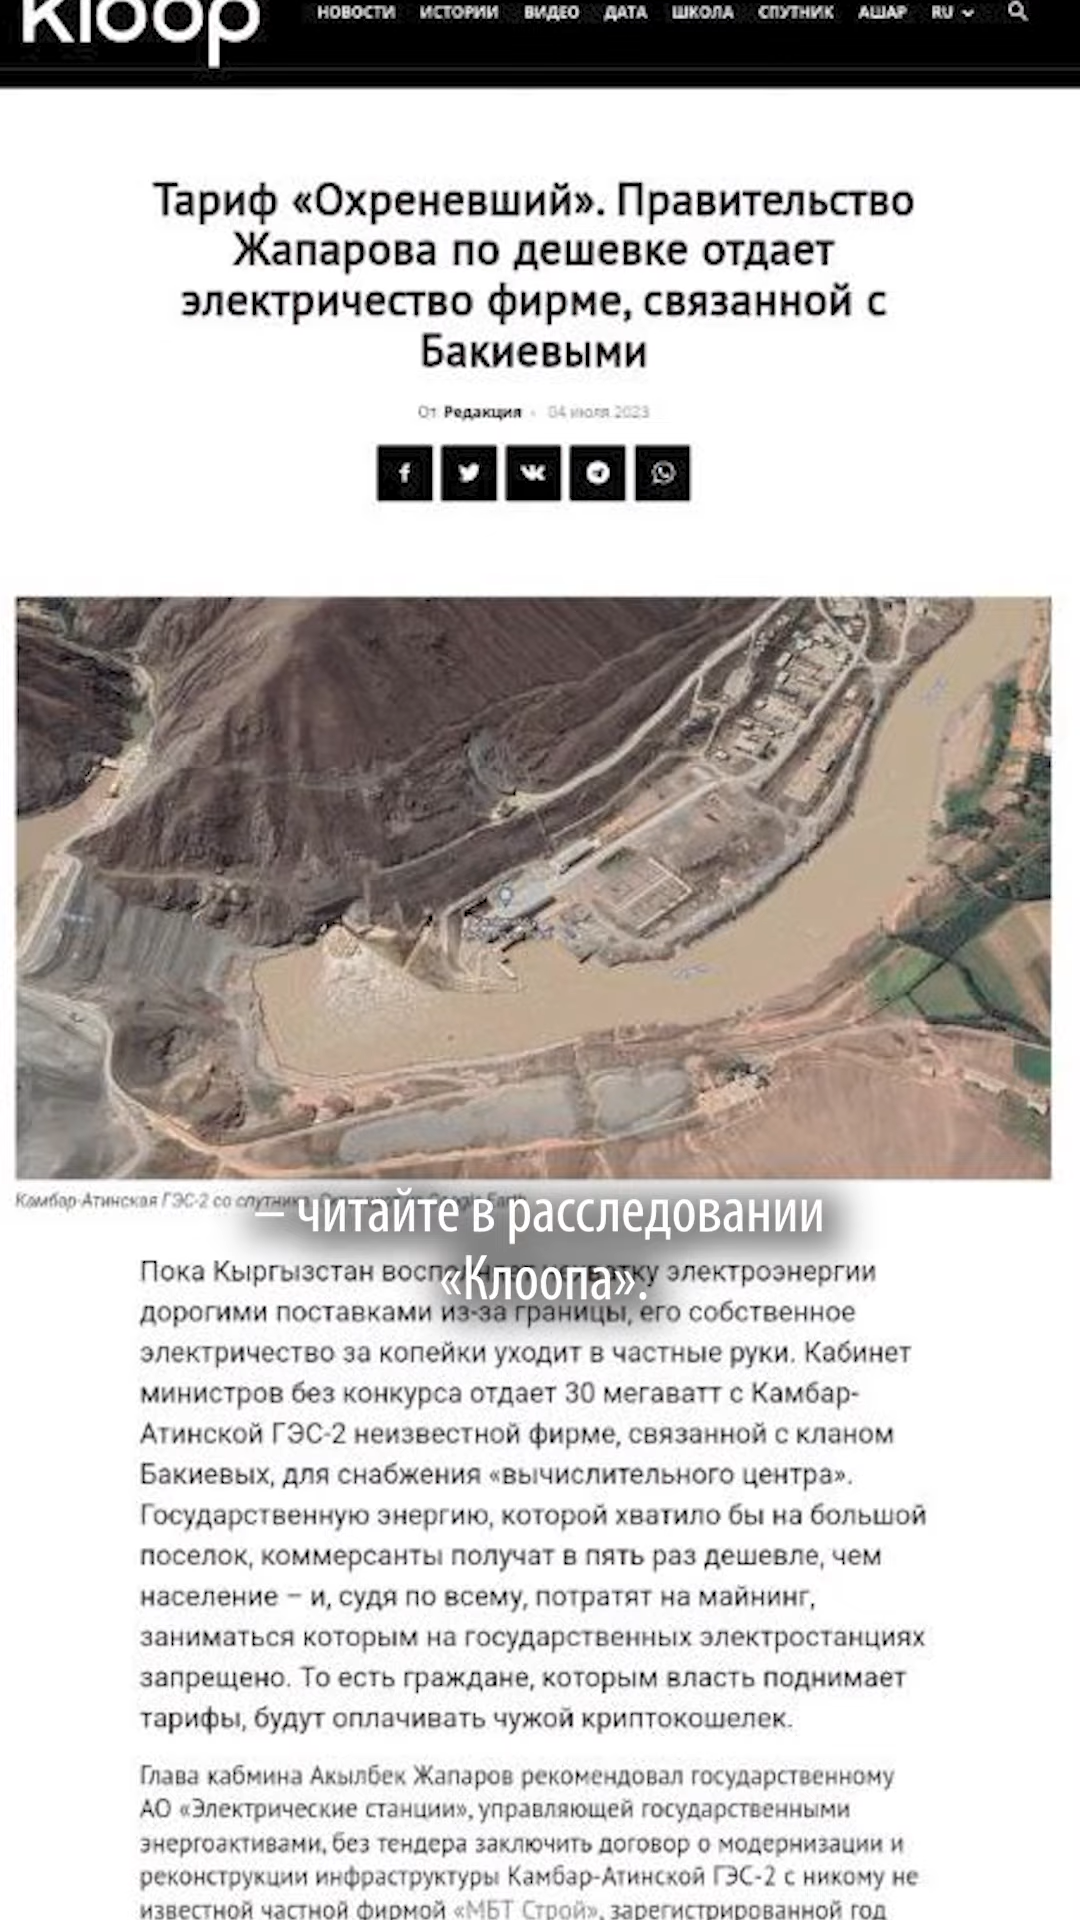 kloop
НОВОСТИ ИСТОРИИ ВИДЕО ДАТА ШКОЛА СПУТНИК АШАР RU
Тариф «Охреневший». Правительство
Жапарова по дешевке отдает
электричество фирме, связанной с
Бакиевыми
От Редакция - 04 июля 2023
Камбар-Атинская ГЭС-2 со спутника.
– читайте в расследовании
«Клоопа».
Пока Кыргызстан электроэнергии
дорогими поставками из-за границы, его собственное
электричество за копейки уходит в частные руки. Кабинет
министров без конкурса отдает 30 мегаватт с Камбар-
Атинской ГЭС-2 неизвестной фирме, связанной с кланом
Бакиевых, для снабжения «вычислительного центра».
Государственную энергию, которой хватило бы на большой
поселок, коммерсанты получат в пять раз дешевле, чем
население – и, судя по всему, потратят на майнинг,
заниматься которым на государственных электростанциях
запрещено. То есть граждане, которым власть поднимает
тарифы, будут оплачивать чужой криптокошелек.
Глава кабмина Акылбек Жапаров рекомендовал государственному
АО «Электрические станции», управляющей государственными
энергоактивами, без тендера заключить договор о модернизации и
реконструкции инфраструктуры Камбар-Атинской ГЭС-2 с никому не
известной частной фирмой «МБТ Строй», зарегистрированной год